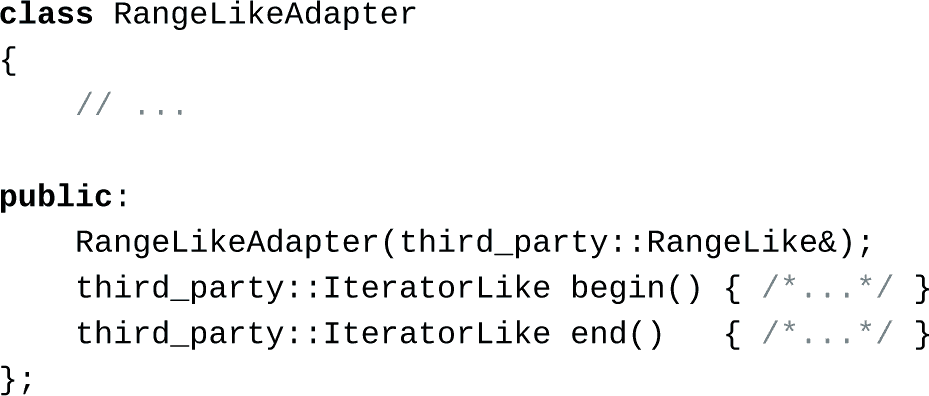 class RangeLikeAdapter
{
    // ...

public:
    RangeLikeAdapter(third_party::RangeLike&);
    third_party::IteratorLike begin() { /*...*/ }
    third_party::IteratorLike end()   { /*...*/ }
};